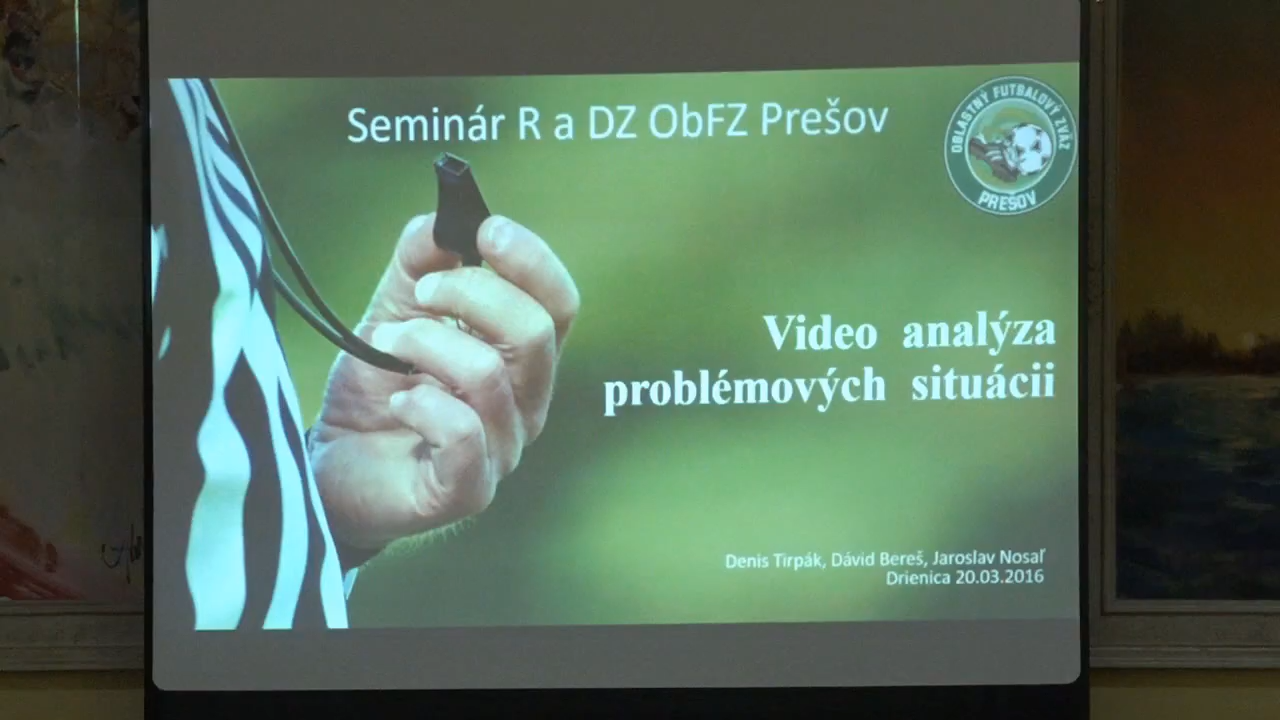 Seminár R a DZ ObFZ Prešov
OBLASTNÝ FUTBALOVÝ ZVÄZ
PREŠOV
Video analýza
problémových situácii
Denis Tirpák, Dávid Bereš, Jaroslav Nosaľ
Drienica 20.03.2016